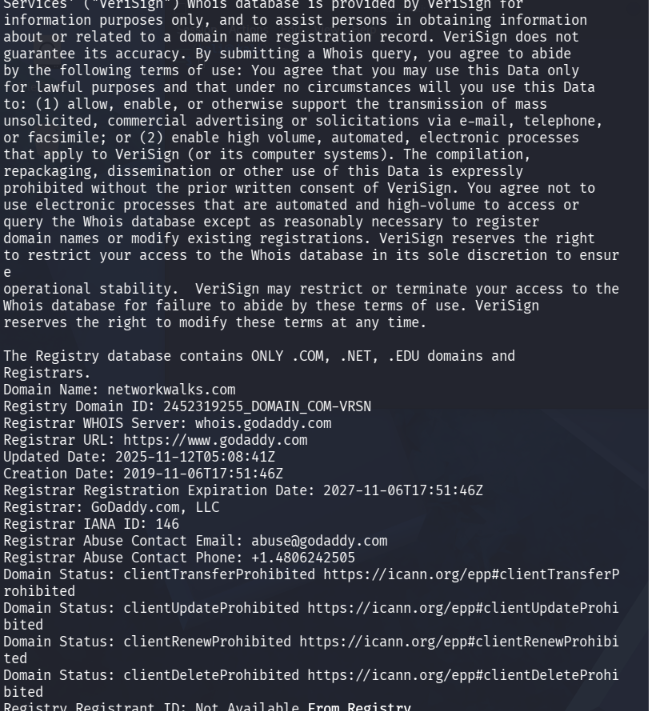 Services' ("VeriSign") Whois database is provided by VeriSign for
information purposes only, and to assist persons in obtaining information
about or related to a domain name registration record. VeriSign does not
guarantee its accuracy. By submitting a Whois query, you agree to abide
by the following terms of use: You agree that you may use this Data only
for lawful purposes and that under no circumstances will you use this Data
to: (1) allow, enable, or otherwise support the transmission of mass
unsolicited, commercial advertising or solicitations via e-mail, telephone,
or facsimile; or (2) enable high volume, automated, electronic processes
that apply to VeriSign (or its computer systems). The compilation,
repackaging, dissemination or other use of this Data is expressly
prohibited without the prior written consent of VeriSign. You agree not to
use electronic processes that are automated and high-volume to access or
query the Whois database except as reasonably necessary to register
domain names or modify existing registrations. VeriSign reserves the right
to restrict your access to the Whois database in its sole discretion to ensur
e
operational stability.  VeriSign may restrict or terminate your access to the
Whois database for failure to abide by these terms of use. VeriSign
reserves the right to modify these terms at any time.

The Registry database contains ONLY .COM, .NET, .EDU domains and
Registrars.
Domain Name: networkwalks.com
Registry Domain ID: 2452319255_DOMAIN_COM-VRSN
Registrar WHOIS Server: whois.godaddy.com
Registrar URL: https://www.godaddy.com
Updated Date: 2025-11-12T05:08:41Z
Creation Date: 2019-11-06T17:51:46Z
Registrar Registration Expiration Date: 2027-11-06T17:51:46Z
Registrar: GoDaddy.com, LLC
Registrar IANA ID: 146
Registrar Abuse Contact Email: abuse@godaddy.com
Registrar Abuse Contact Phone: +1.4806242505
Domain Status: clientTransferProhibited https://icann.org/epp#clientTransferP
rohibited
Domain Status: clientUpdateProhibited https://icann.org/epp#clientUpdateProhi
bited
Domain Status: clientRenewProhibited https://icann.org/epp#clientRenewProhibi
ted
Domain Status: clientDeleteProhibited https://icann.org/epp#clientDeleteProhi
bited
Registry Registrant ID: Not Available From Registry